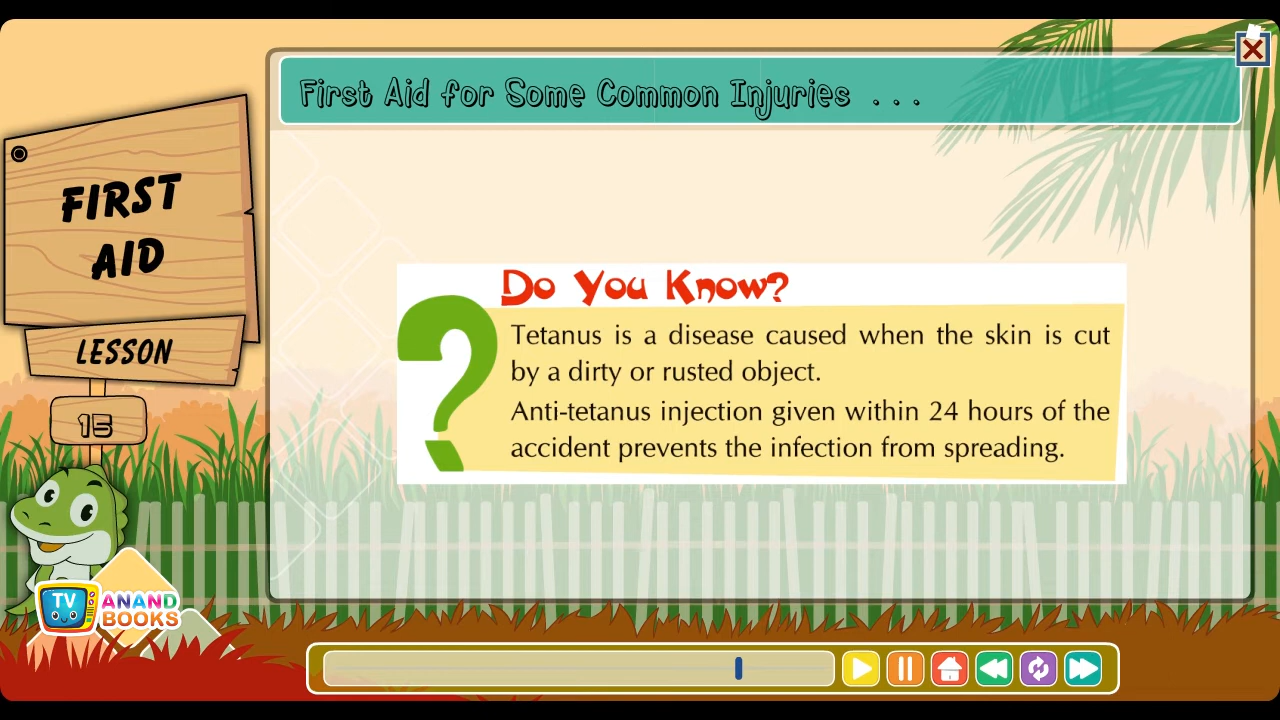 First Aid for Some Common Injuries . . .
FIRST
AID
LESSON
15
Do You Know?
Tetanus is a disease caused when the skin is cut
by a dirty or rusted object.
Anti-tetanus injection given within 24 hours of the
accident prevents the infection from spreading.
TV
ANAND
BOOKS